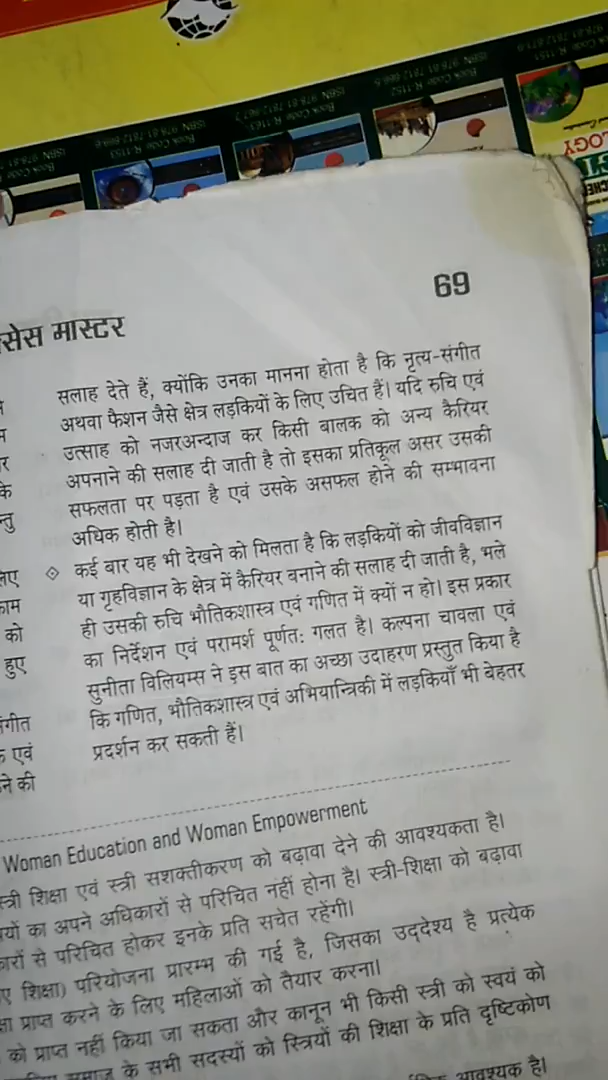 69
सेस मास्टर
सलाह देते हैं, क्योंकि उनका मानना होता है कि नृत्य-संगीत
अथवा फैशन जैसे क्षेत्र लड़कियों के लिए उचित हैं। यदि रुचि एवं
उत्साह को नजरअन्दाज कर किसी बालक को अन्य कैरियर
अपनाने की सलाह दी जाती है तो इसका प्रतिकूल असर उसकी
सफलता पर पड़ता है एवं उसके असफल होने की सम्भावना
अधिक होती है।
कई बार यह भी देखने को मिलता है कि लड़कियों को जीवविज्ञान
या गृहविज्ञान के क्षेत्र में कैरियर बनाने की सलाह दी जाती है, भले
ही उसकी रुचि भौतिकशास्त्र एवं गणित में क्यों न हो। इस प्रकार
का निर्देशन एवं परामर्श पूर्णत: गलत है। कल्पना चावला एवं
सुनीता विलियम्स ने इस बात का अच्छा उदाहरण प्रस्तुत किया है
कि गणित, भौतिकशास्त्र एवं अभियान्त्रिकी में लड़कियाँ भी बेहतर
प्रदर्शन कर सकती हैं।
को
हुए
एवं
ने की
Woman Education and Woman Empowerment
स्त्री शिक्षा एवं स्त्री सशक्तीकरण को बढ़ावा देने की आवश्यकता है।
यों का अपने अधिकारों से परिचित नहीं होना है। स्त्री-शिक्षा को बढ़ावा
ारों से परिचित होकर इनके प्रति सचेत रहेंगी।
ए शिक्षा) परियोजना प्रारम्भ की गई है, जिसका उद्देश्य है प्रत्येक
क्षा प्राप्त करने के लिए महिलाओं को तैयार करना।
को प्राप्त नहीं किया जा सकता और कानून भी किसी स्त्री को स्वयं को
समाज के सभी सदस्यों को स्त्रियों की शिक्षा के प्रति दृष्टिकोण
आवश्यक है।